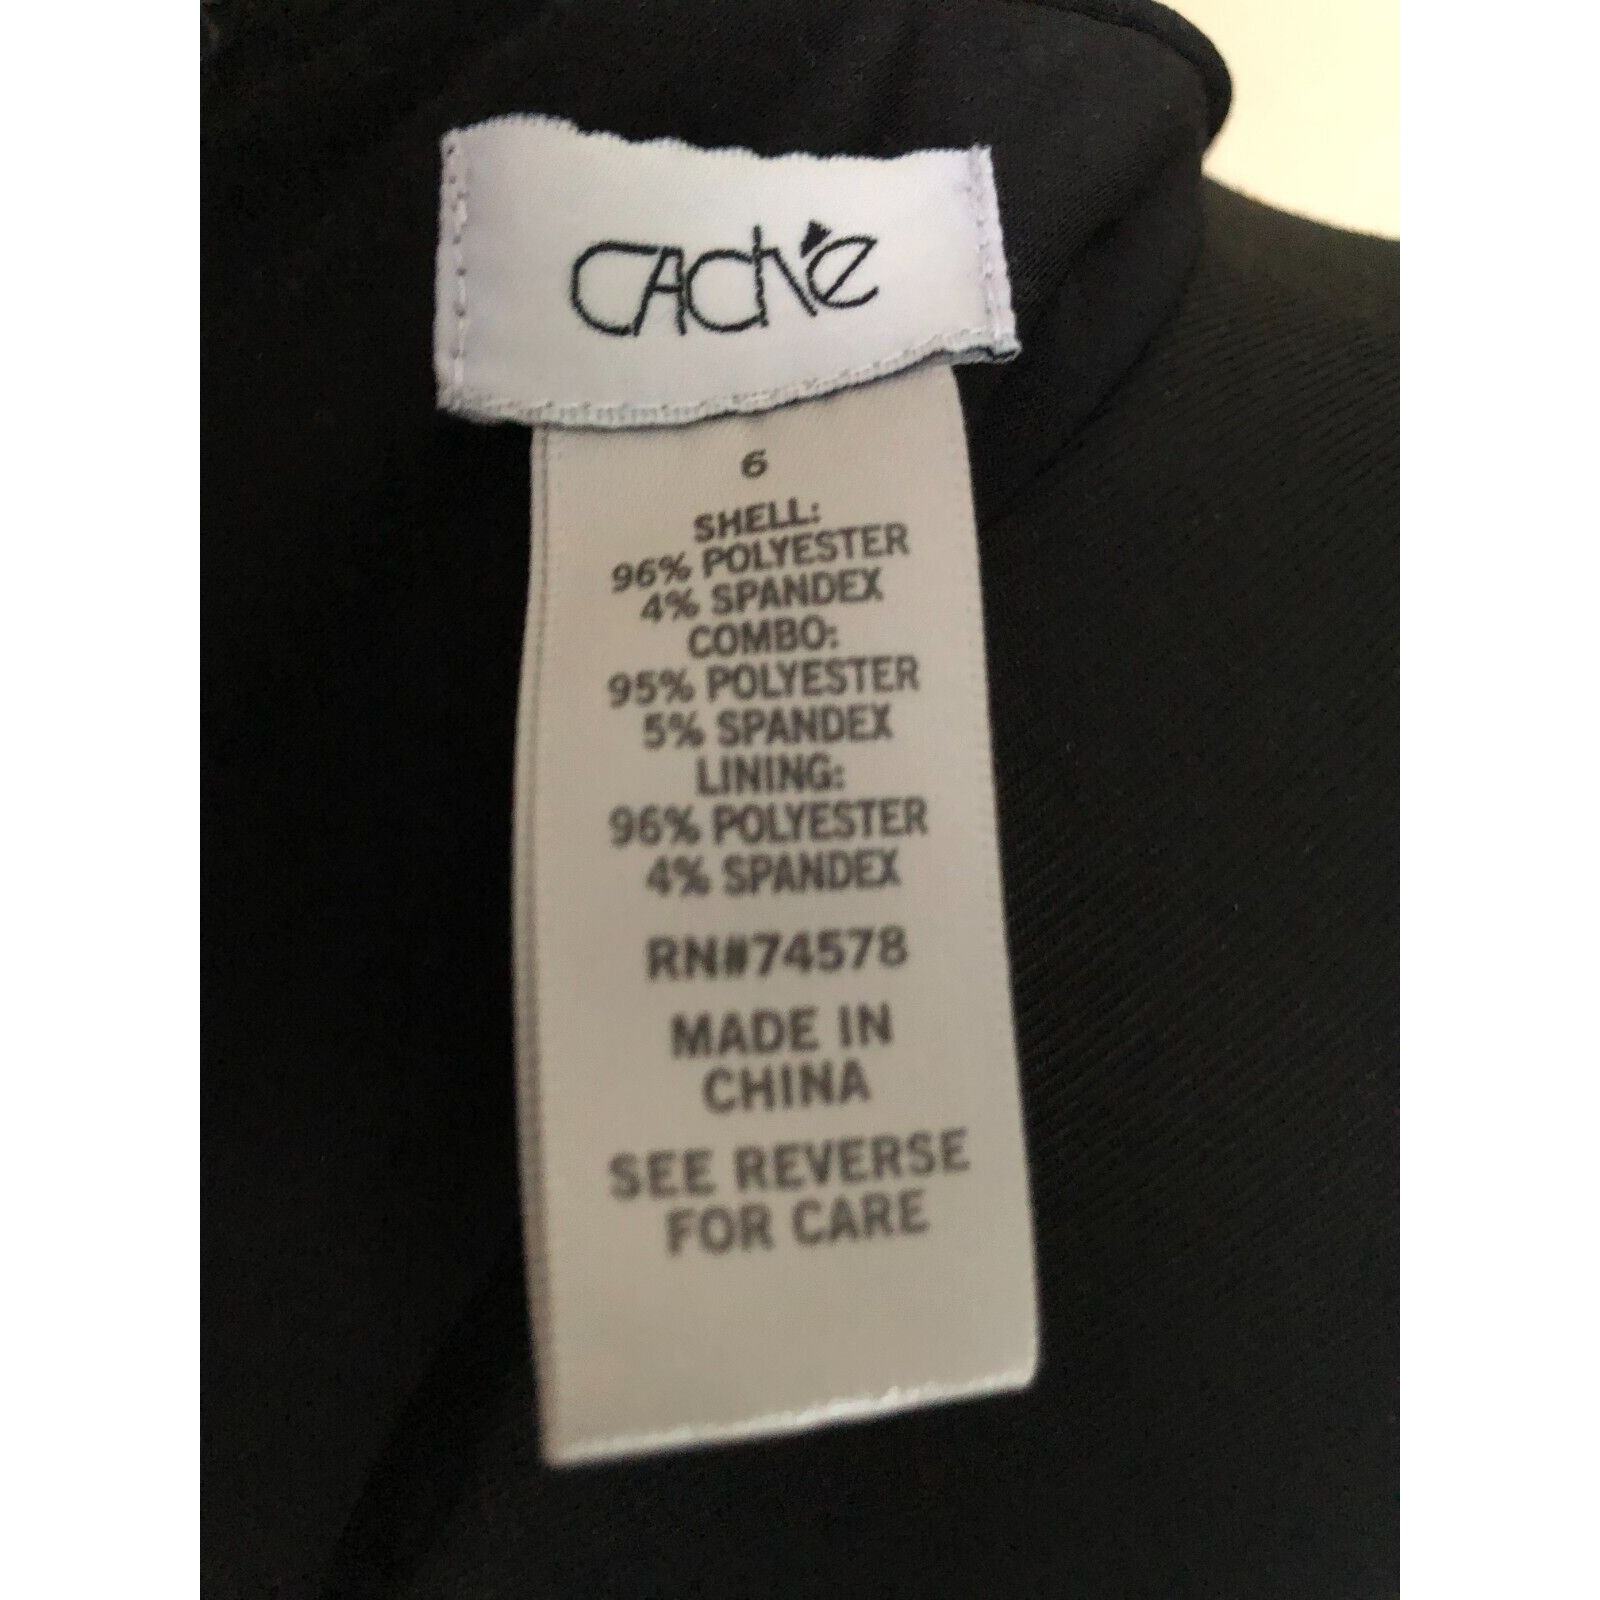 Caché
6
SHELL:
96% POLYESTER
4% SPANDEX
COMBO:
95% POLYESTER
5% SPANDEX
LINING:
96% POLYESTER
4% SPANDEX
RN#74578
MADE IN
CHINA
SEE REVERSE
FOR CARE